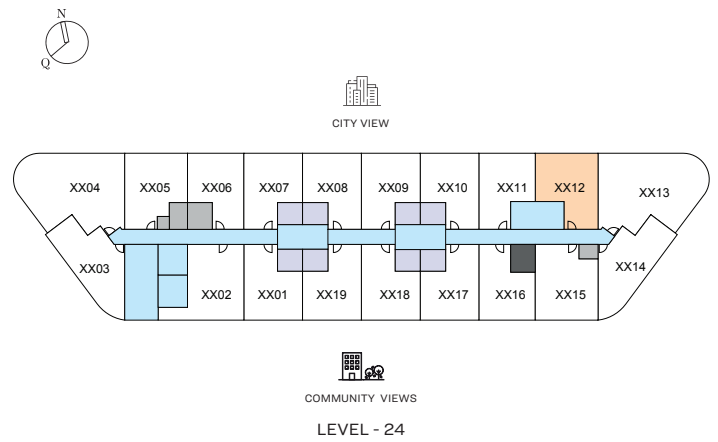 N
Q
CITY VIEW
XX04 XX05 XX06 XX07 XX08 XX09 XX10 XX11 XX12 XX13
XX03 XX02 XX01 XX19 XX18 XX17 XX16 XX15 XX14
COMMUNITY VIEWS
LEVEL - 24